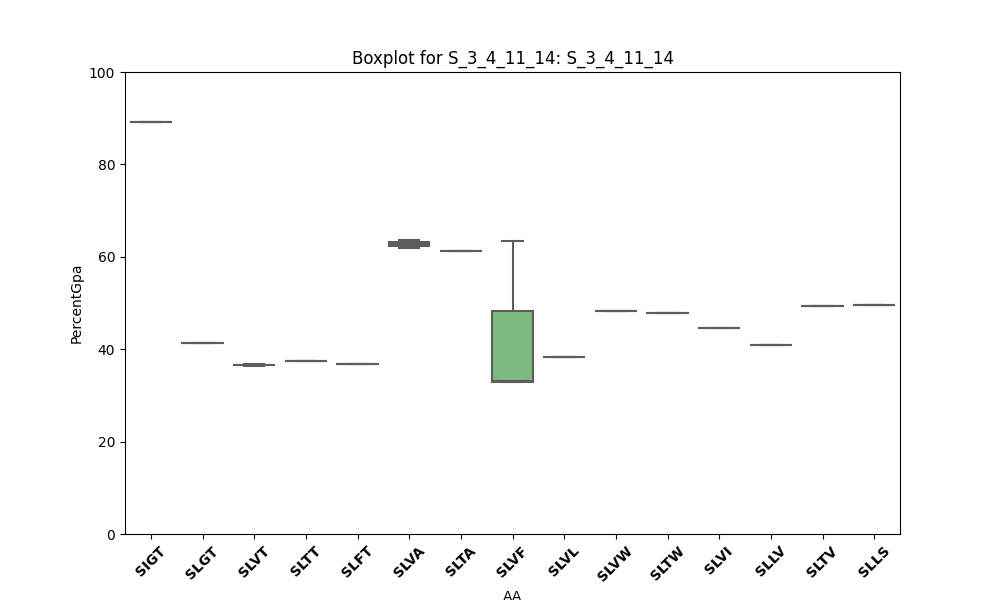 Boxplot for S_3_4_11_14: S_3_4_11_14
100
80
60
40
20
0
PercentGpa
SIGT
SLGT
SLVT
SLTT
SLFT
SLVA
SLTA
SLVF
SLVL
SLVW
SLTW
SLVI
SLLV
SLTV
SLLS
AA